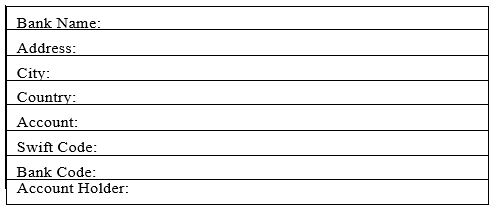 Bank Name:
Address:
City:
Country:
Account:
Swift Code:
Bank Code:
Account Holder: